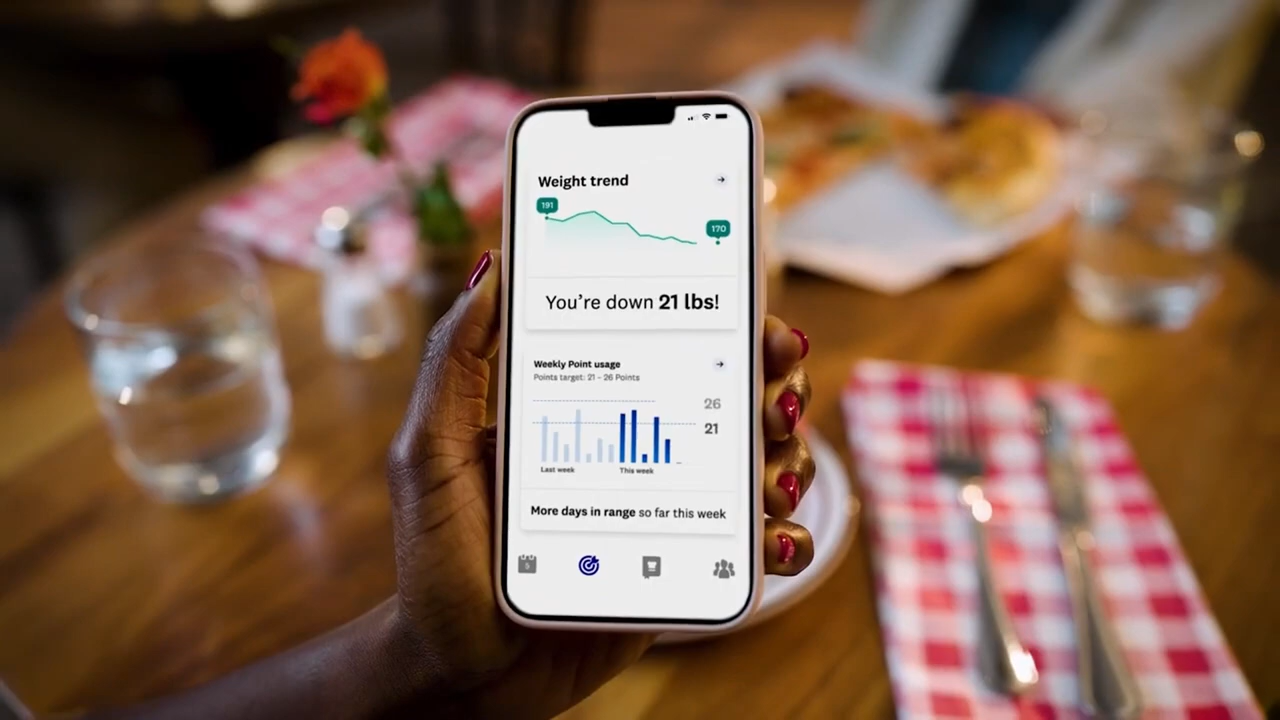 Weight trend
191
170
You're down 21 lbs!
Weekly Point usage
Points target: 21 - 26 Points
26
21
Last week
This week
More days in range so far this week
5